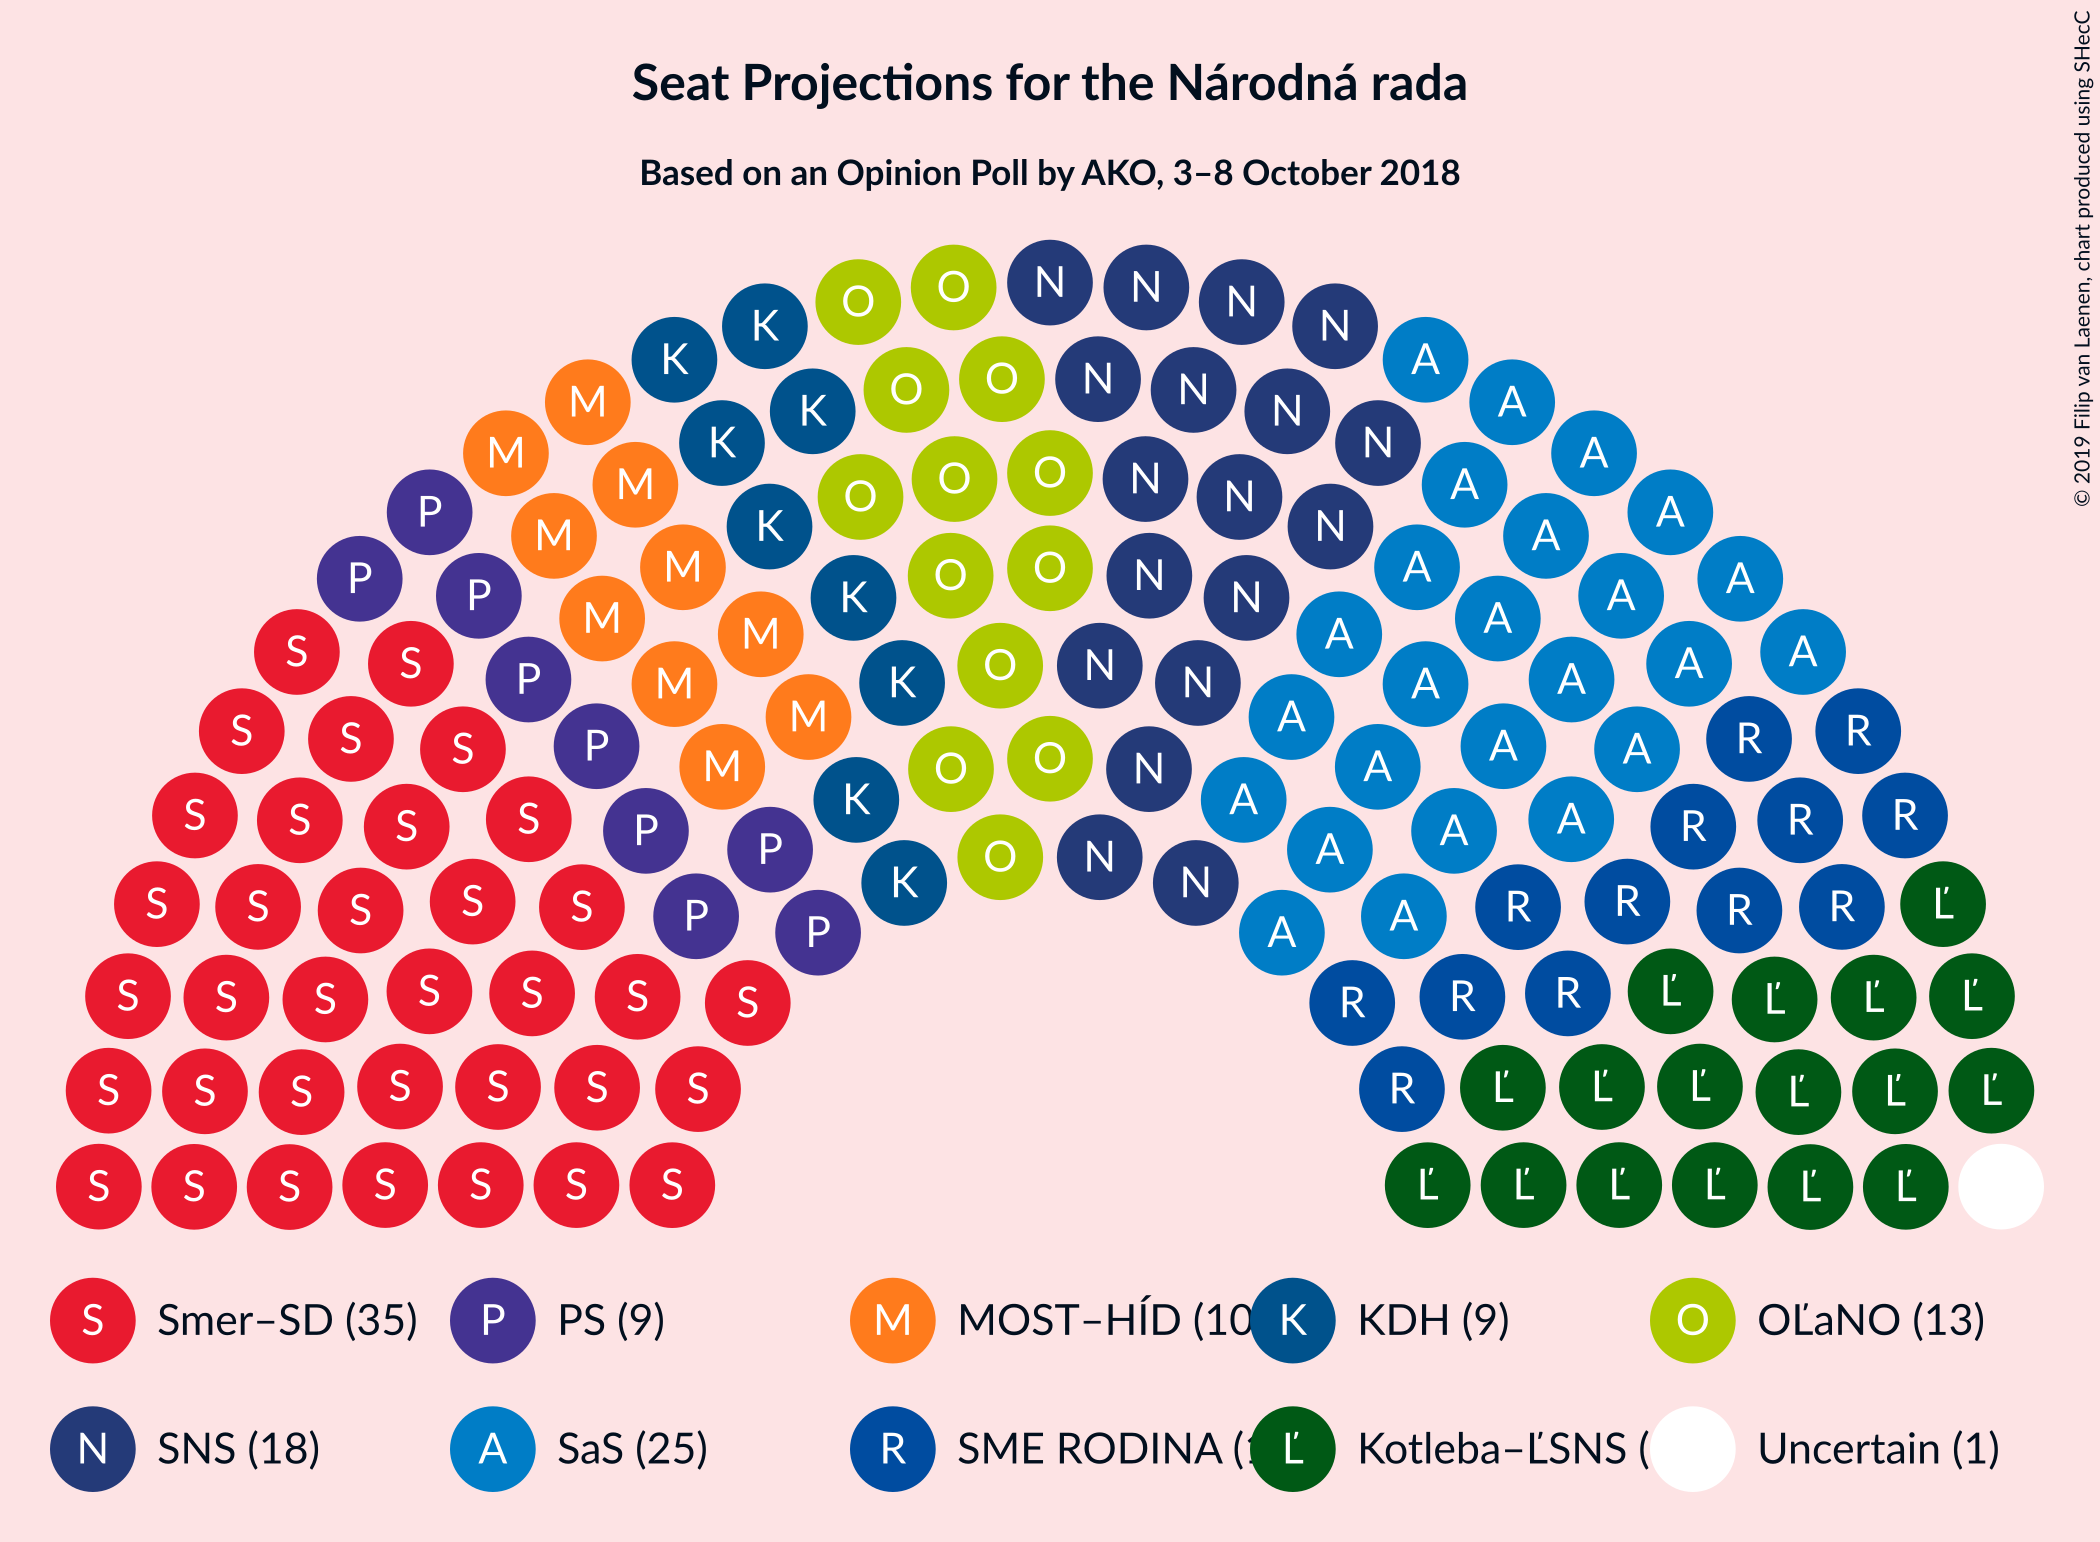 Seat Projections for the Národná rada
Based on an Opinion Poll by AKO, 3–8 October 2018
© 2019 Filip van Laenen, chart produced using SHecC
O O N N N N
K K A
M O O N N N A
M K K N A
P M O O O N N A A
P M K N A A
P M O O N N A A A
S S P M M K A A A A
S S S P M M K O N N A A A A R R
S S S S P M K O O N A A A A R R R
S S S S S P P K O N N A A A R R R R Ľ
S S S S S S S P R R R Ľ Ľ Ľ Ľ
S S S S S S S R Ľ Ľ Ľ Ľ Ľ Ľ
S S S S S S S Ľ Ľ Ľ Ľ Ľ Ľ
S Smer–SD (35) P PS (9) M MOST–HÍD (10 K KDH (9) O OĽaNO (13)
N SNS (18) A SaS (25) R SME RODINA ( Ľ Kotleba–ĽSNS ( Uncertain (1)